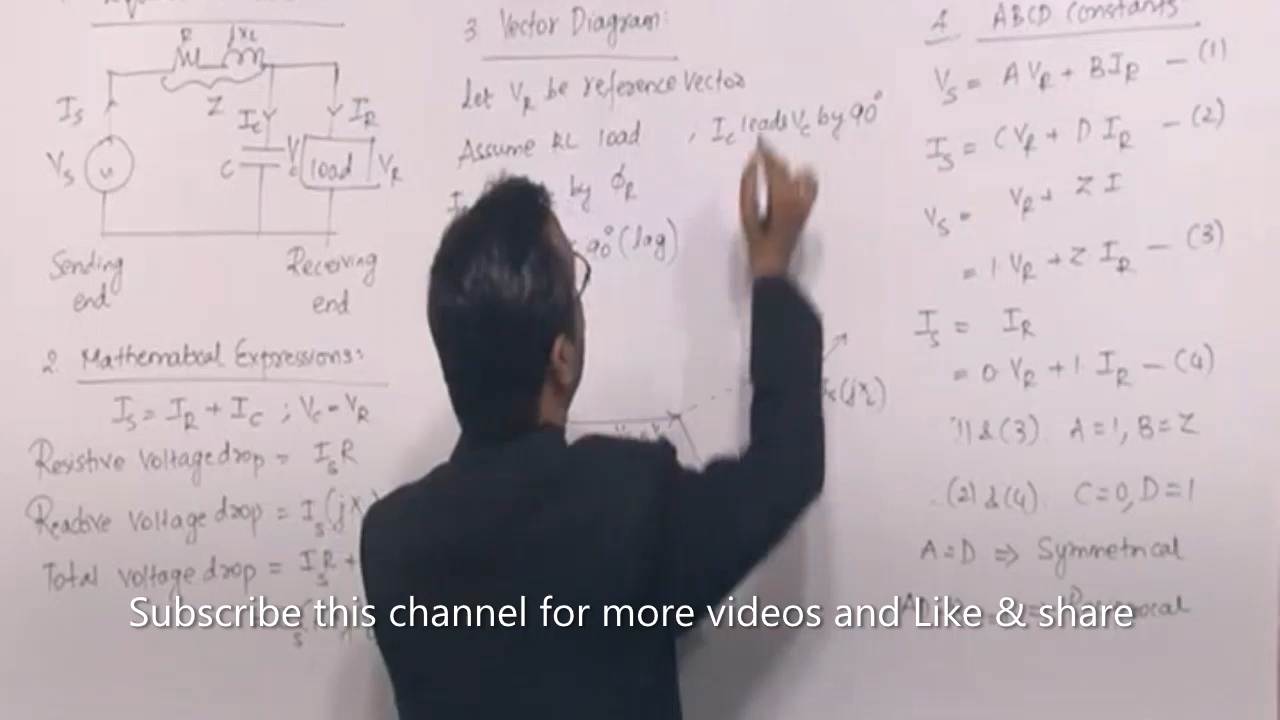 R jXL
Z
IS
IC
IR
VS
C
load
VR
Sending end
Receiving end
2. Mathematical Expressions:
IS = IR + IC ; VC = VR
Resistive voltage drop = ISR
Reactive voltage drop = IS(jX
Total voltage drop = ISR +
3 Vector Diagram:
Let VR be reference vector
Assume RL load , IC leads VC by 90°
by ϕR
90° (lag)
4. ABCD Constants
VS = A VR + B IR — (1)
IS = C VR + D IR — (2)
VS = VR + Z I
= 1 VR + Z IR — (3)
IS = IR
= 0 VR + 1 IR — (4)
(1) & (3) A = 1, B = Z
(2) & (4) C = 0, D = 1
A = D ⇒ Symmetrical
Subscribe this channel for more videos and Like & share